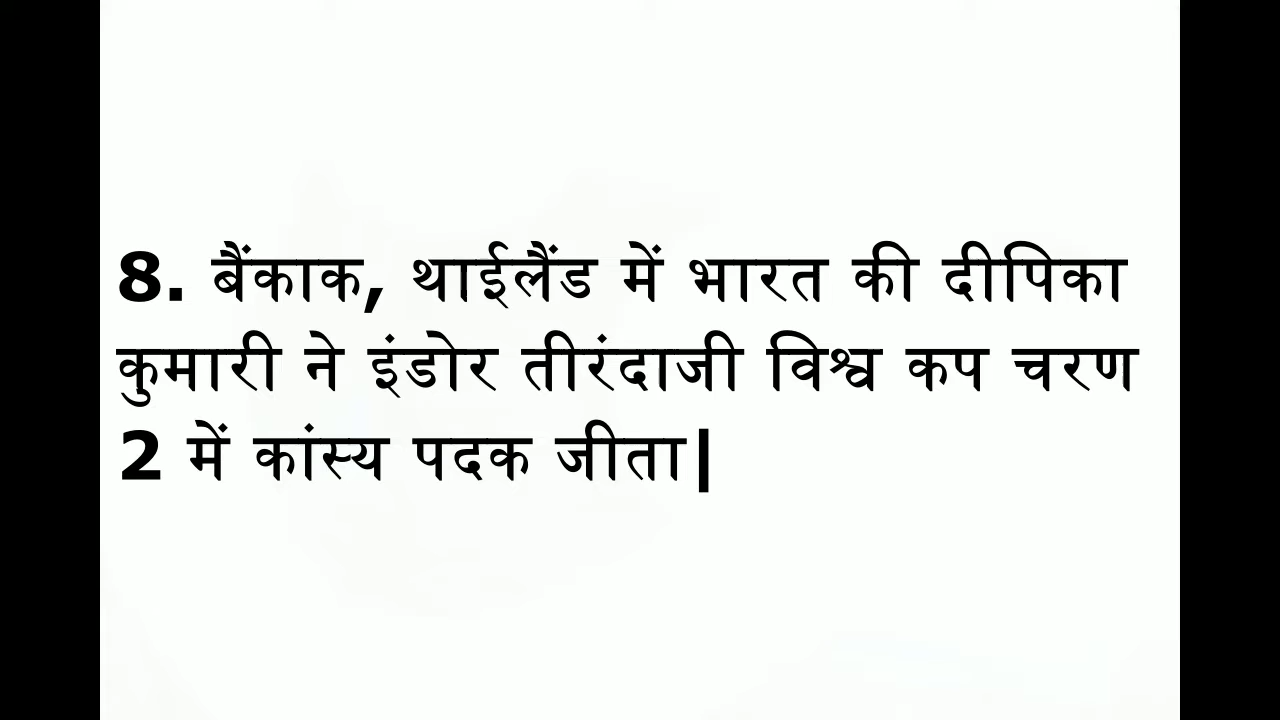 8. बैंकाक, थाईलैंड में भारत की दीपिका
कुमारी ने इंडोर तीरंदाजी विश्व कप चरण
2 में कांस्य पदक जीता|